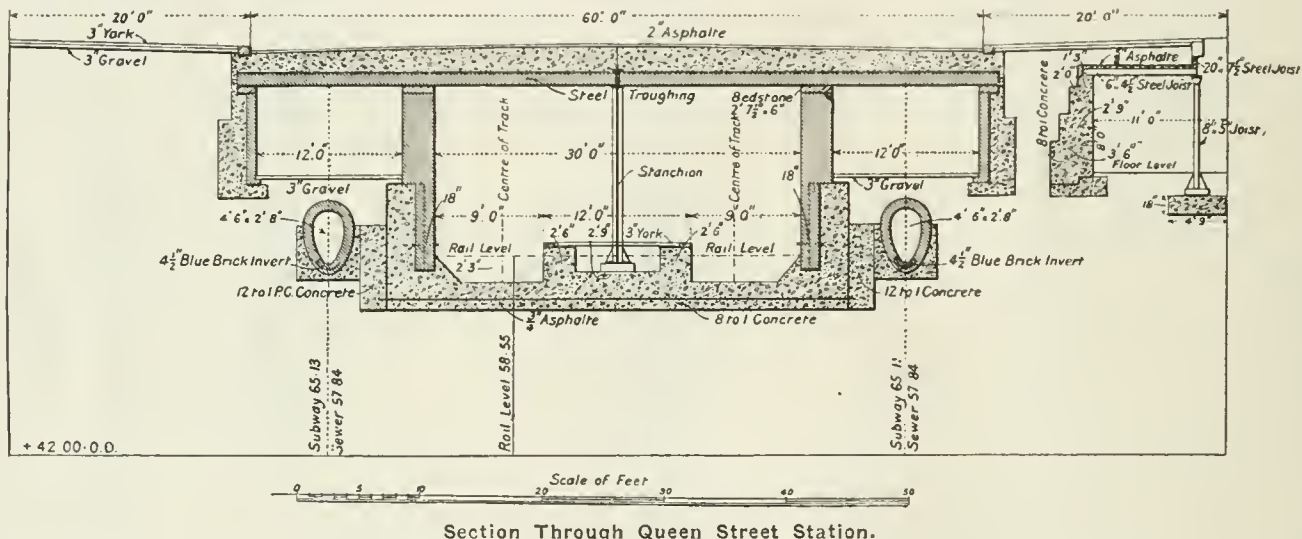 20' 0"
60' 0"
20' 0"
3" York
3" Gravel
2" Asphalte
Steel Troughing
Bedstone
2' 7½" × 6"
1' 3"
2' 0"
Asphalte
20" × 7½" Steel Joist
6" × 4½" Steel Joist
8 to 1 Concrete
2' 9"
11' 0"
8' 0"
8" × 5" Joist,
3' 6"
Floor Level
18"
4' 9"
12' 0"
30' 0"
12' 0"
Centre of Track
Centre of Track
Stanchion
3" Gravel
3" Gravel
18"
18"
9' 0"
12' 0"
9' 0"
4' 6" × 2' 8"
4' 6" × 2' 8"
2' 6"
2' 9"
3" York
2' 6"
Rail Level
Rail Level
2' 3"
4½" Blue Brick Invert
4½" Blue Brick Invert
12 to 1 P.C. Concrete
12 to 1 Concrete
¾" Asphalte
8 to 1 Concrete
Subway 65·13
Sewer 57 84
Rail Level 58·55
Subway 65·1
Sewer 57 84
+ 42 00·O.D.
Scale of Feet
0 5 10 20 30 40 50
Section Through Queen Street Station.